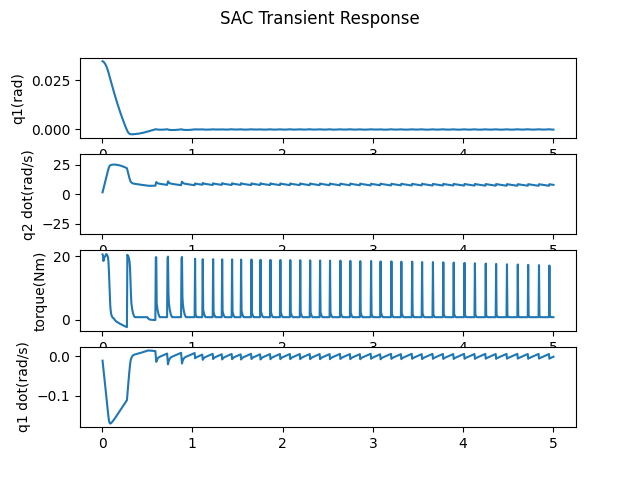 SAC Transient Response
0.025
0.000
q1(rad)
0 1 2 3 4 5
25
0
−25
q2 dot(rad/s)
0 1 2 3 4 5
20
0
torque(Nm)
0 1 2 3 4 5
0.0
−0.1
q1 dot(rad/s)
0 1 2 3 4 5